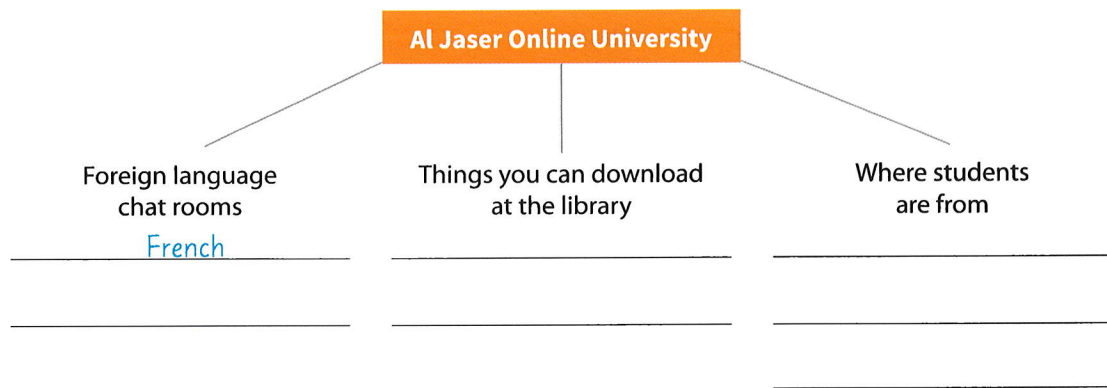 Al Jaser Online University
Foreign language
chat rooms
French
Things you can download
at the library
Where students
are from